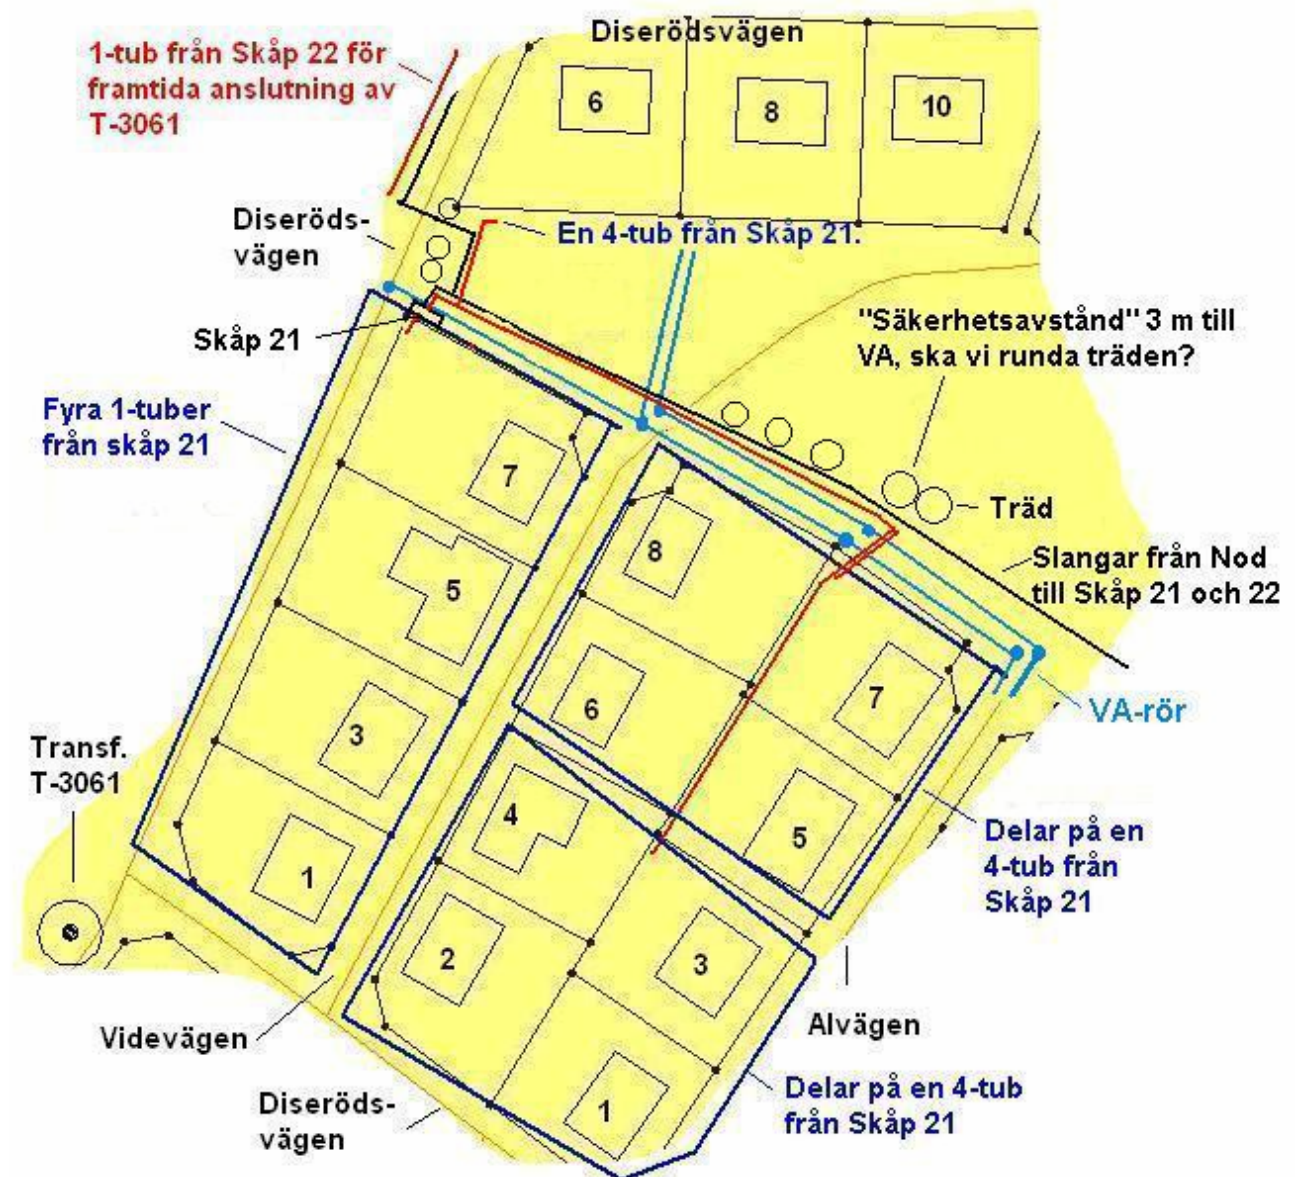 Diserödsvägen
1-tub från Skåp 22 för
framtida anslutning av
T-3061
6
8
10
Diseröds-
vägen
En 4-tub från Skåp 21.
Skåp 21
"Säkerhetsavstånd" 3 m till
VA, ska vi runda träden?
Fyra 1-tuber
från skåp 21
7
Träd
8
Slangar från Nod
till Skåp 21 och 22
5
7
6
VA-rör
3
Transf.
T-3061
4
5
Delar på en
4-tub från
Skåp 21
1
2
3
Alvägen
Videvägen
Diseröds-
vägen
1
Delar på en 4-tub
från Skåp 21